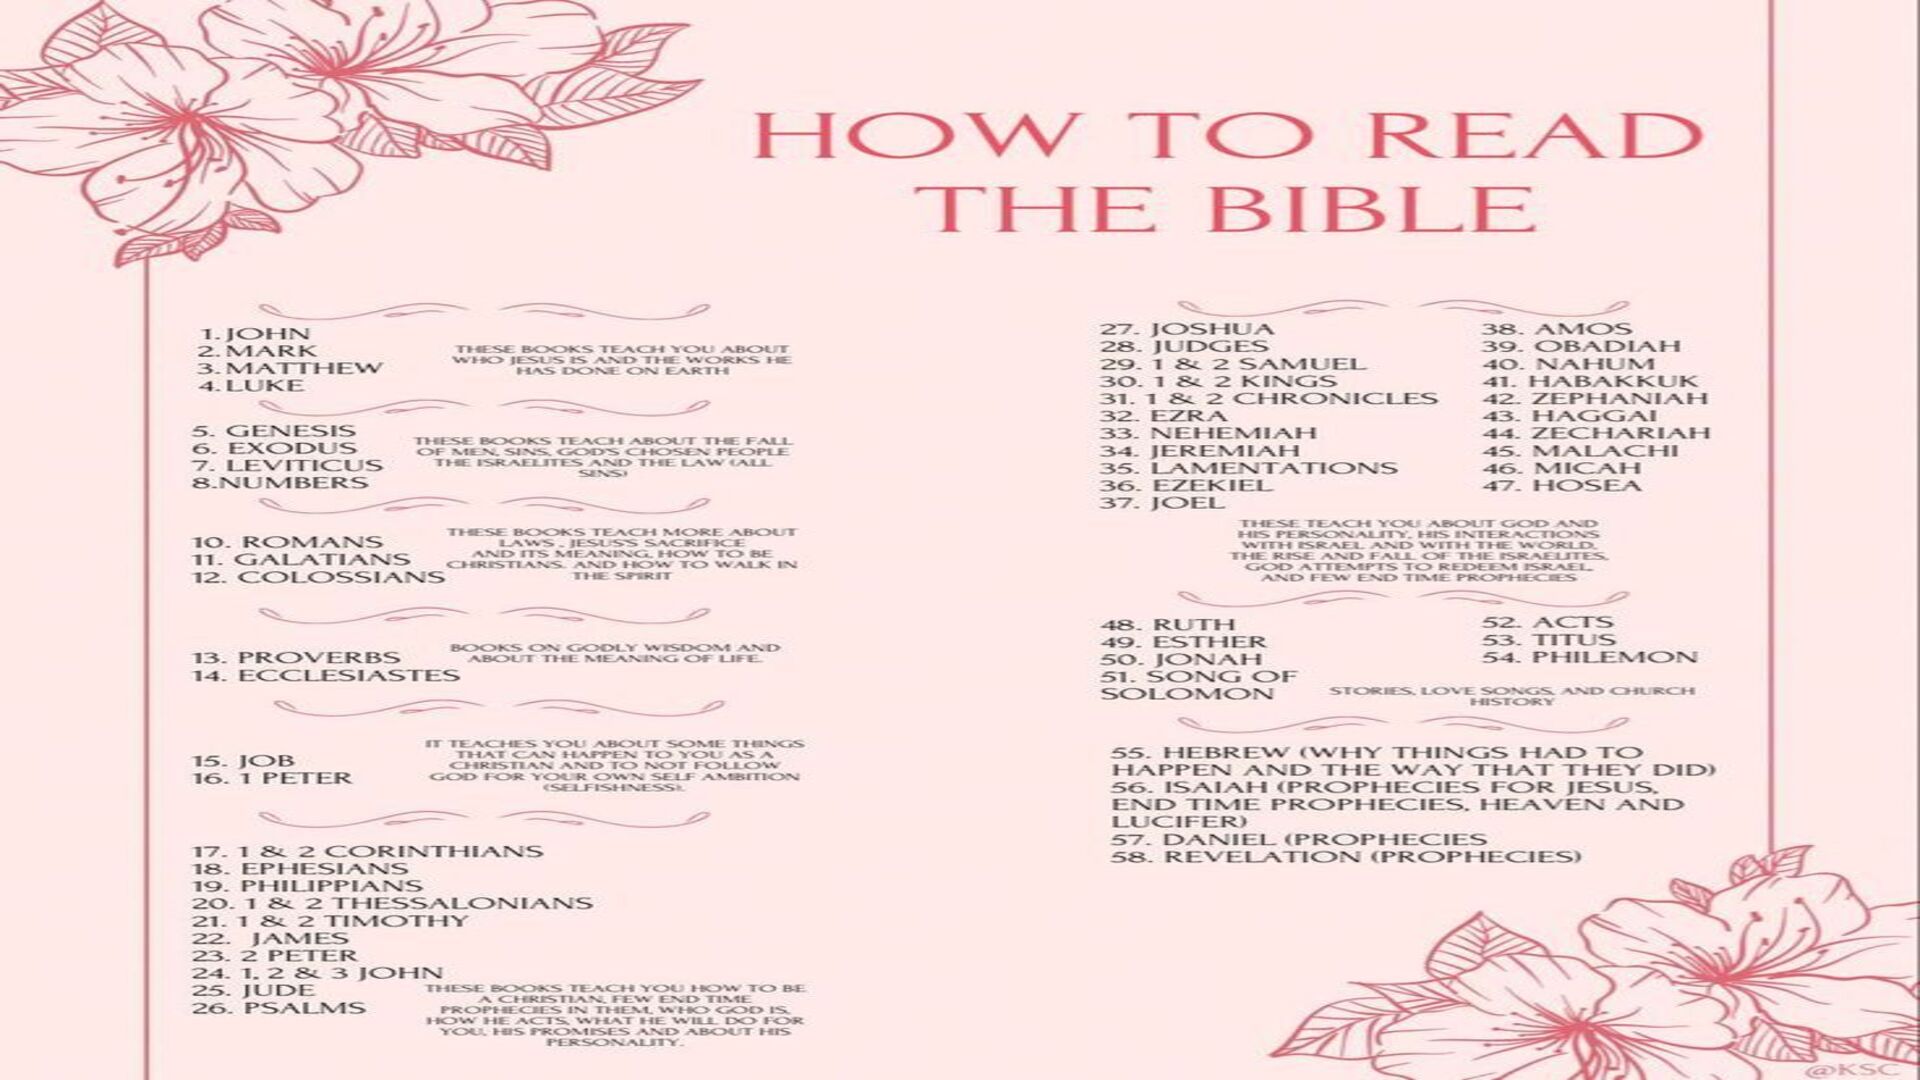 HOW TO READ
THE BIBLE
1. JOHN
2. MARK
3. MATTHEW
4. LUKE
THESE BOOKS TEACH YOU ABOUT
WHO JESUS IS AND THE WORKS HE
HAS DONE ON EARTH
5. GENESIS
6. EXODUS
7. LEVITICUS
8.NUMBERS
THESE BOOKS TEACH ABOUT THE FALL
OF MEN, SINS, GOD'S CHOSEN PEOPLE
THE ISRAELITES AND THE LAW (ALL
SINS)
10. ROMANS
11. GALATIANS
12. COLOSSIANS
THESE BOOKS TEACH MORE ABOUT
LAWS , JESUS'S SACRIFICE
AND ITS MEANING, HOW TO BE
CHRISTIANS. AND HOW TO WALK IN
THE SPIRIT
13. PROVERBS
14. ECCLESIASTES
BOOKS ON GODLY WISDOM AND
ABOUT THE MEANING OF LIFE.
15. JOB
16. 1 PETER
IT TEACHES YOU ABOUT SOME THINGS
THAT CAN HAPPEN TO YOU AS A
CHRISTIAN AND TO NOT FOLLOW
GOD FOR YOUR OWN SELF AMBITION
(SELFISHNESS).
17. 1 & 2 CORINTHIANS
18. EPHESIANS
19. PHILIPPIANS
20. 1 & 2 THESSALONIANS
21. 1 & 2 TIMOTHY
22. JAMES
23. 2 PETER
24. 1, 2 & 3 JOHN
25. JUDE
26. PSALMS
THESE BOOKS TEACH YOU HOW TO BE
A CHRISTIAN, FEW END TIME
PROPHECIES IN THEM, WHO GOD IS,
HOW HE ACTS, WHAT HE WILL DO FOR
YOU, HIS PROMISES AND ABOUT HIS
PERSONALITY.
27. JOSHUA
28. JUDGES
29. 1 & 2 SAMUEL
30. 1 & 2 KINGS
31. 1 & 2 CHRONICLES
32. EZRA
33. NEHEMIAH
34. JEREMIAH
35. LAMENTATIONS
36. EZEKIEL
37. JOEL
38. AMOS
39. OBADIAH
40. NAHUM
41. HABAKKUK
42. ZEPHANIAH
43. HAGGAI
44. ZECHARIAH
45. MALACHI
46. MICAH
47. HOSEA
THESE TEACH YOU ABOUT GOD AND
HIS PERSONALITY, HIS INTERACTIONS
WITH ISRAEL AND WITH THE WORLD,
THE RISE AND FALL OF THE ISRAELITES,
GOD ATTEMPTS TO REDEEM ISRAEL,
AND FEW END TIME PROPHECIES
48. RUTH
49. ESTHER
50. JONAH
51. SONG OF
SOLOMON
52. ACTS
53. TITUS
54. PHILEMON
STORIES, LOVE SONGS, AND CHURCH
HISTORY
55. HEBREW (WHY THINGS HAD TO
HAPPEN AND THE WAY THAT THEY DID)
56. ISAIAH (PROPHECIES FOR JESUS,
END TIME PROPHECIES, HEAVEN AND
LUCIFER)
57. DANIEL (PROPHECIES
58. REVELATION (PROPHECIES)
@KSC